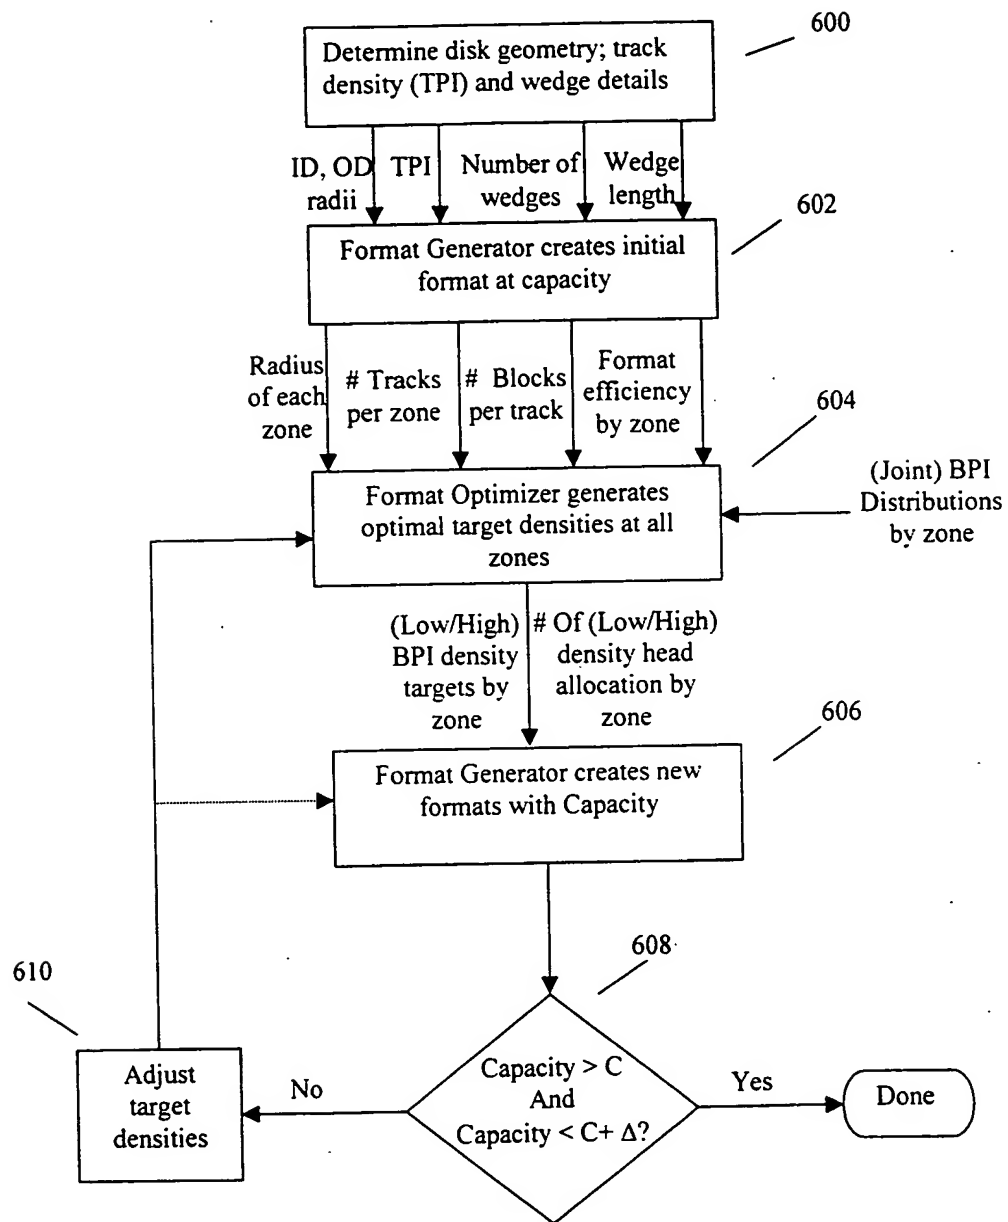 600
Determine disk geometry; track
density (TPI) and wedge details
ID, OD
radii
TPI
Number of
wedges
Wedge
length
602
Format Generator creates initial
format at capacity
Radius
of each
zone
# Tracks
per zone
# Blocks
per track
Format
efficiency
by zone
604
Format Optimizer generates
optimal target densities at all
zones
(Joint) BPI
Distributions
by zone
(Low/High)
BPI density
targets by
zone
# Of (Low/High)
density head
allocation by
zone
606
Format Generator creates new
formats with Capacity
608
Capacity > C
And
Capacity < C+ Δ?
Yes
Done
No
610
Adjust
target
densities